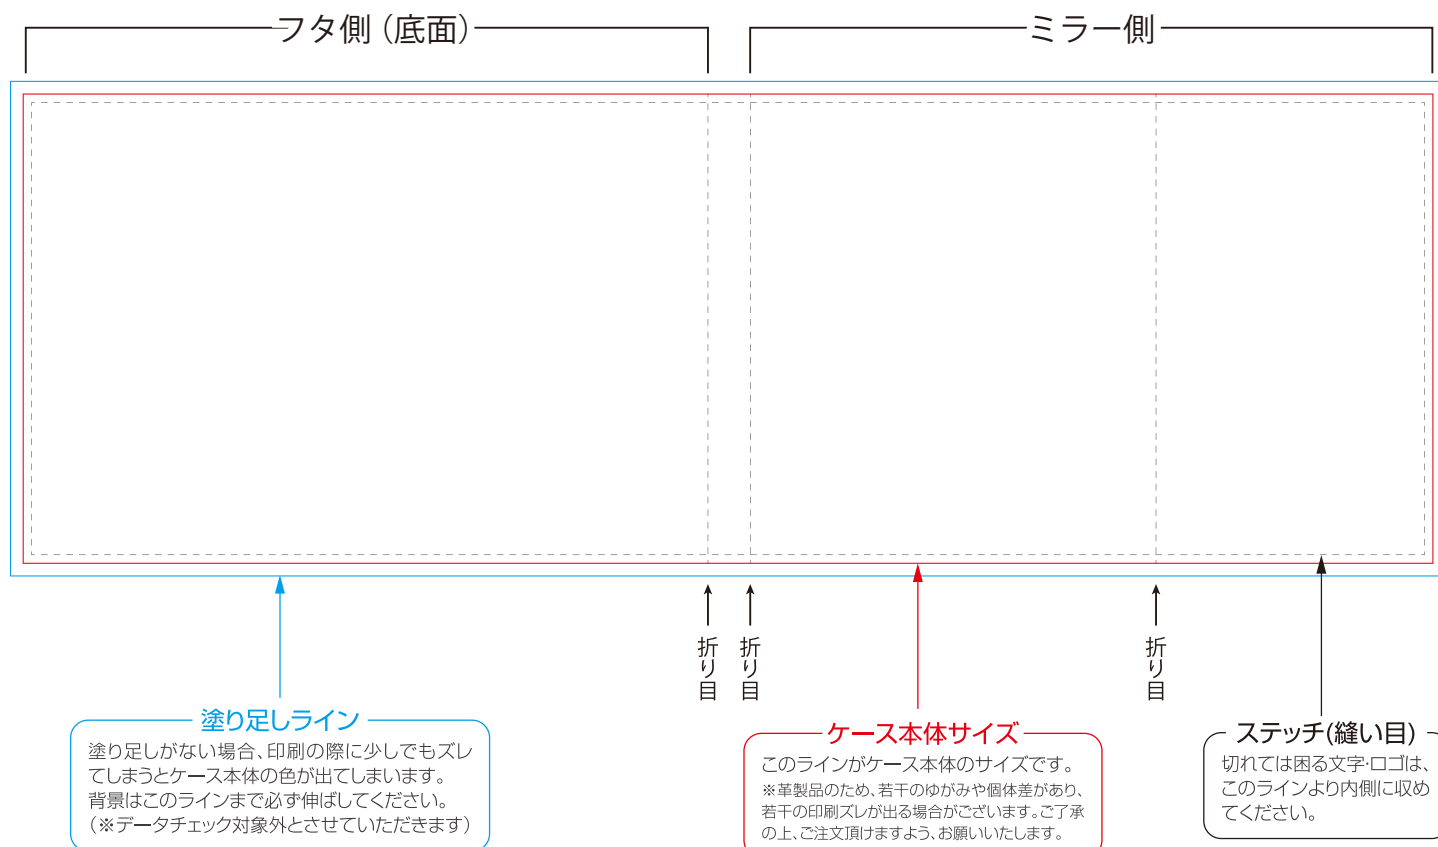 フタ側（底面）
ミラー側
折り目
折り目
折り目
塗り足しライン
塗り足しがない場合、印刷の際に少しでもズレ
てしまうとケース本体の色が出てしまいます。
背景はこのラインまで必ず伸ばしてください。
（※データチェック対象外とさせていただきます）
ケース本体サイズ
このラインがケース本体のサイズです。
※革製品のため、若干のゆがみや個体差があり、
若干の印刷ズレが出る場合がございます。ご了承
の上、ご注文頂けますよう、お願いいたします。
ステッチ(縫い目)
切れては困る文字・ロゴは、
このラインより内側に収め
てください。